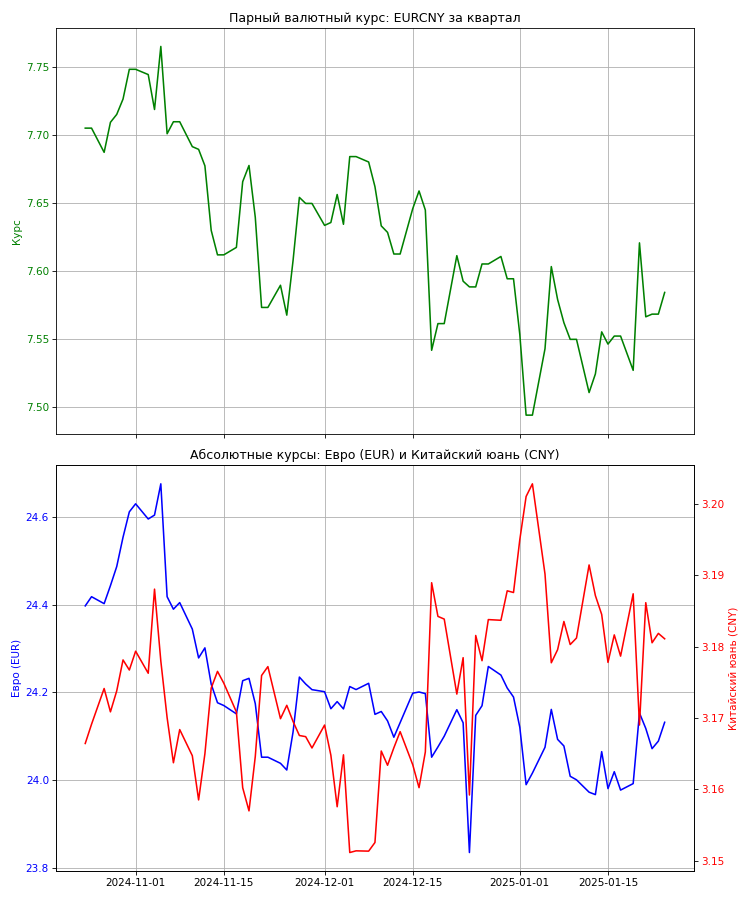 Парный валютный курс: EURCNY за квартал
7.75
7.70
7.65
7.60
7.55
7.50
Курс
Абсолютные курсы: Евро (EUR) и Китайский юань (CNY)
24.6
24.4
24.2
24.0
23.8
Евро (EUR)
3.20
3.19
3.18
3.17
3.16
3.15
Китайский юань (CNY)
2024-11-01 2024-11-15 2024-12-01 2024-12-15 2025-01-01 2025-01-15